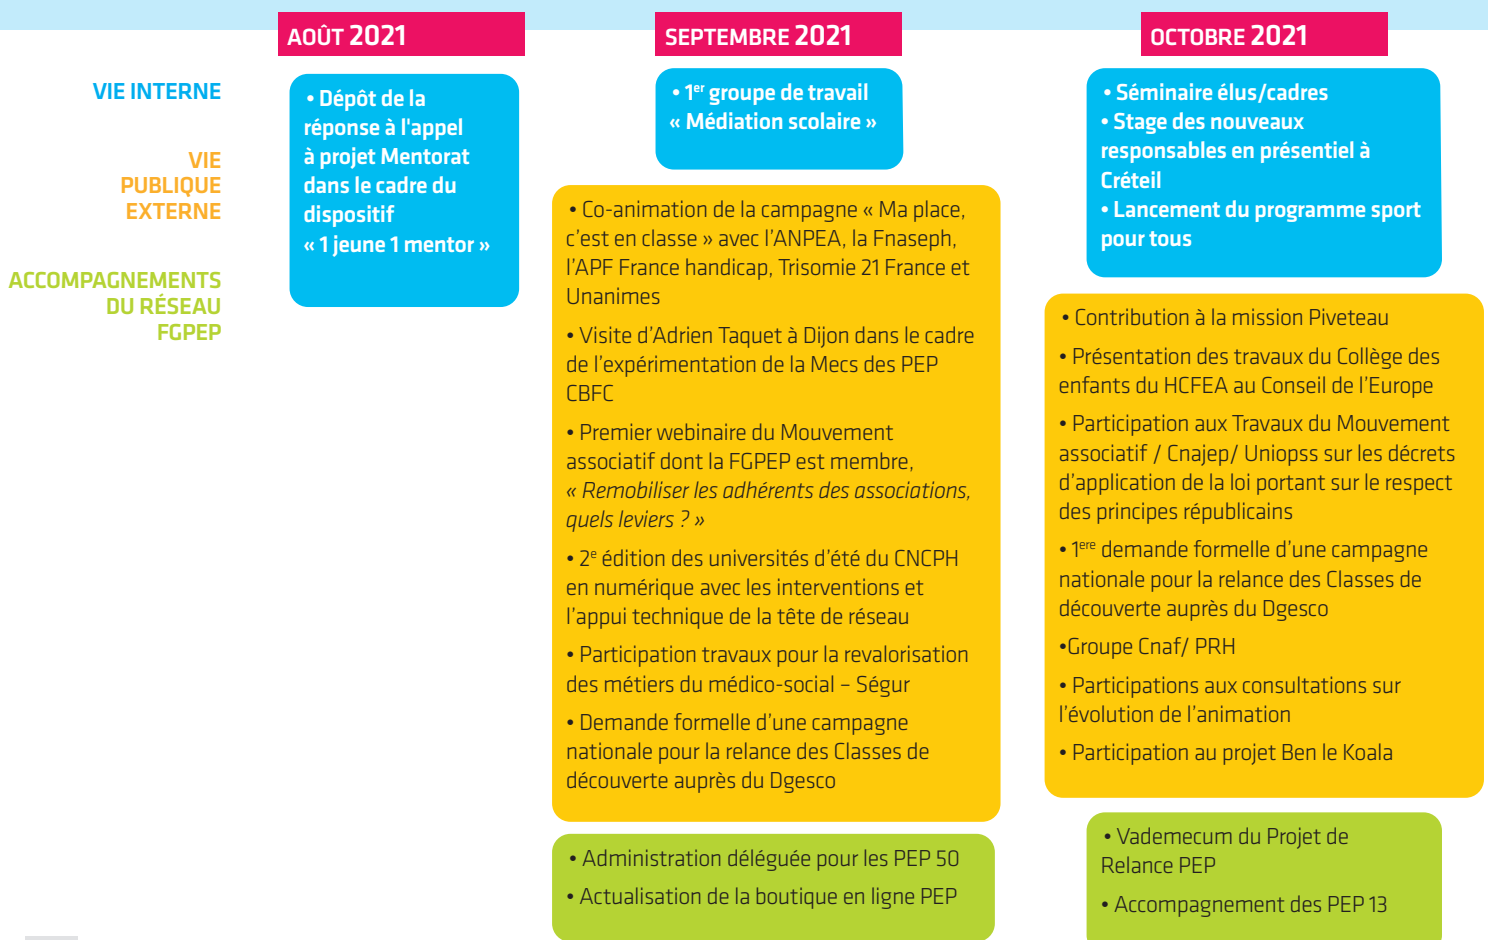 AOÛT 2021
SEPTEMBRE 2021
OCTOBRE 2021
VIE INTERNE
VIE
PUBLIQUE
EXTERNE
ACCOMPAGNEMENTS
DU RÉSEAU
FGPEP
• Dépôt de la
réponse à l'appel
à projet Mentorat
dans le cadre du
dispositif
« 1 jeune 1 mentor »
• 1er groupe de travail
« Médiation scolaire »
• Co-animation de la campagne « Ma place,
c’est en classe » avec l’ANPEA, la Fnaseph,
l’APF France handicap, Trisomie 21 France et
Unanimes
• Visite d’Adrien Taquet à Dijon dans le cadre
de l’expérimentation de la Mecs des PEP
CBFC
• Premier webinaire du Mouvement
associatif dont la FGPEP est membre,
« Remobiliser les adhérents des associations,
quels leviers ? »
• 2e édition des universités d’été du CNCPH
en numérique avec les interventions et
l’appui technique de la tête de réseau
• Participation travaux pour la revalorisation
des métiers du médico-social – Ségur
• Demande formelle d’une campagne
nationale pour la relance des Classes de
découverte auprès du Dgesco
• Administration déléguée pour les PEP 50
• Actualisation de la boutique en ligne PEP
• Séminaire élus/cadres
• Stage des nouveaux
responsables en présentiel à
Créteil
• Lancement du programme sport
pour tous
• Contribution à la mission Piveteau
• Présentation des travaux du Collège des
enfants du HCFEA au Conseil de l’Europe
• Participation aux Travaux du Mouvement
associatif / Cnajep/ Uniopss sur les décrets
d’application de la loi portant sur le respect
des principes républicains
• 1ere demande formelle d’une campagne
nationale pour la relance des Classes de
découverte auprès du Dgesco
•Groupe Cnaf/ PRH
• Participations aux consultations sur
l’évolution de l’animation
• Participation au projet Ben le Koala
• Vademecum du Projet de
Relance PEP
• Accompagnement des PEP 13